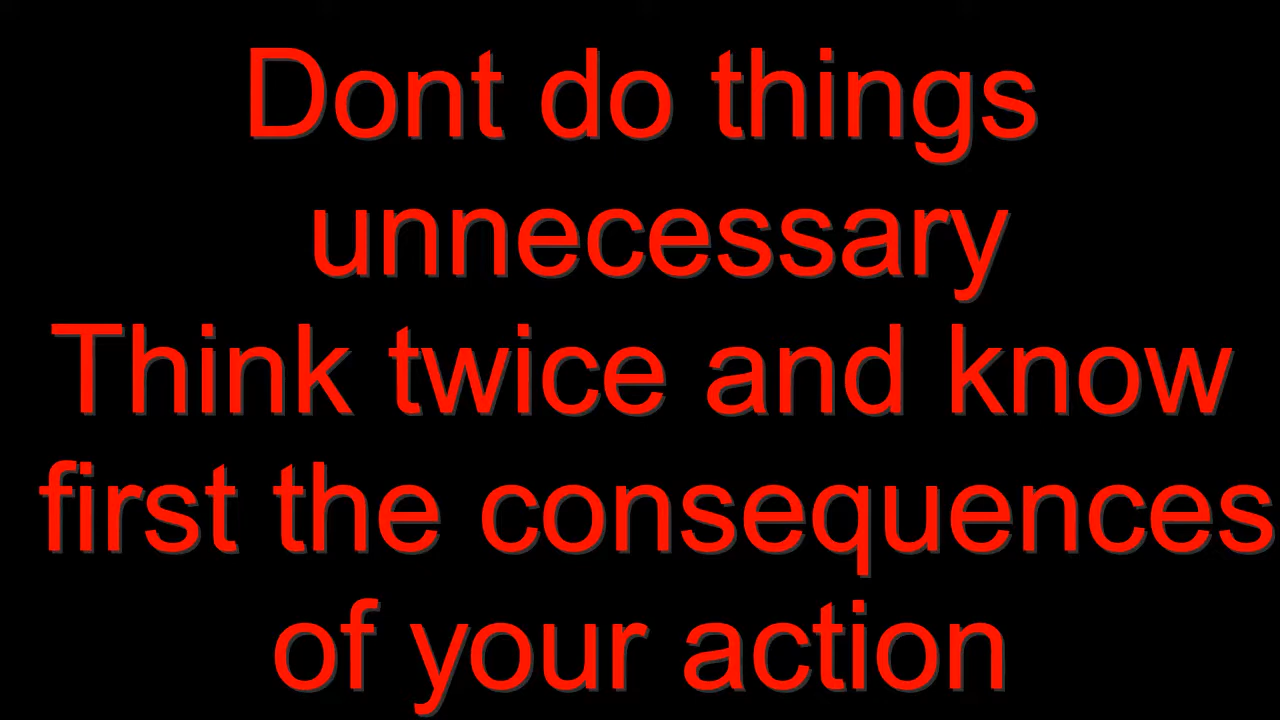 Dont do things
unnecessary
Think twice and know
first the consequences
of your action